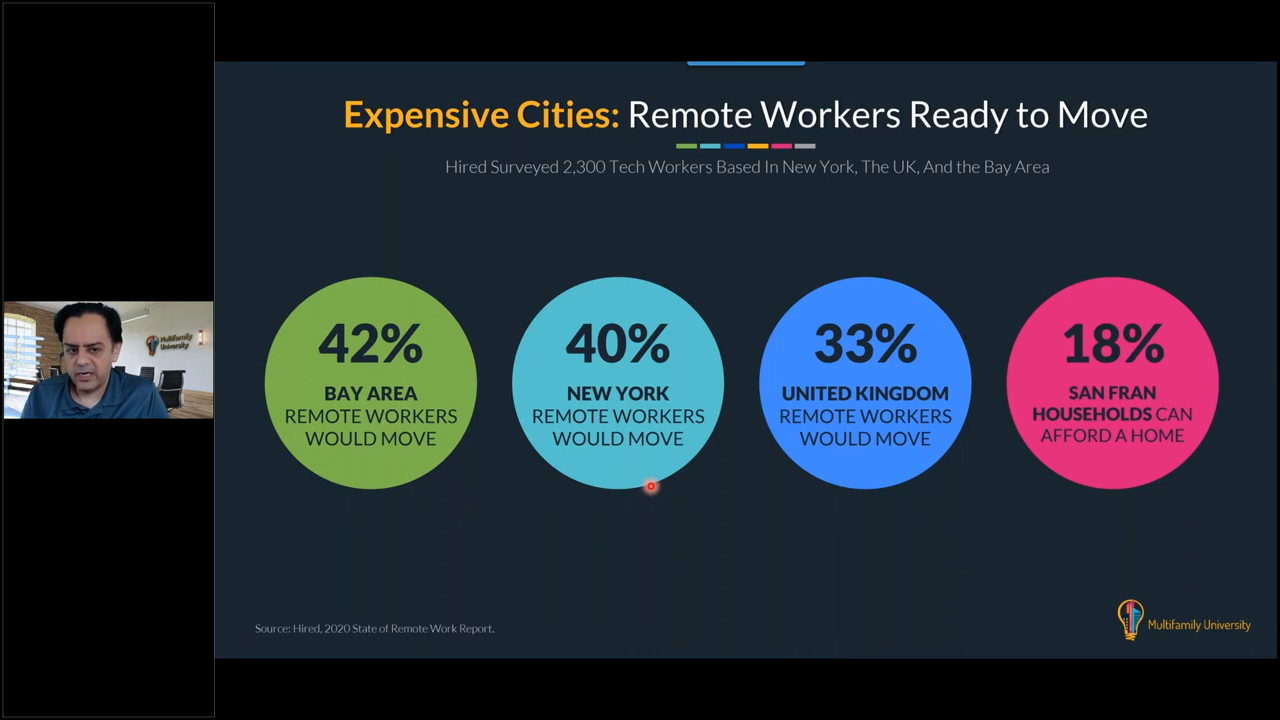 Expensive Cities: Remote Workers Ready to Move
Hired Surveyed 2,300 Tech Workers Based In New York, The UK, And the Bay Area
42%
BAY AREA
REMOTE WORKERS
WOULD MOVE
40%
NEW YORK
REMOTE WORKERS
WOULD MOVE
33%
UNITED KINGDOM
REMOTE WORKERS
WOULD MOVE
18%
SAN FRAN
HOUSEHOLDS CAN
AFFORD A HOME
Multifamily
University
Source: Hired, 2020 State of Remote Work Report.
Multifamily University